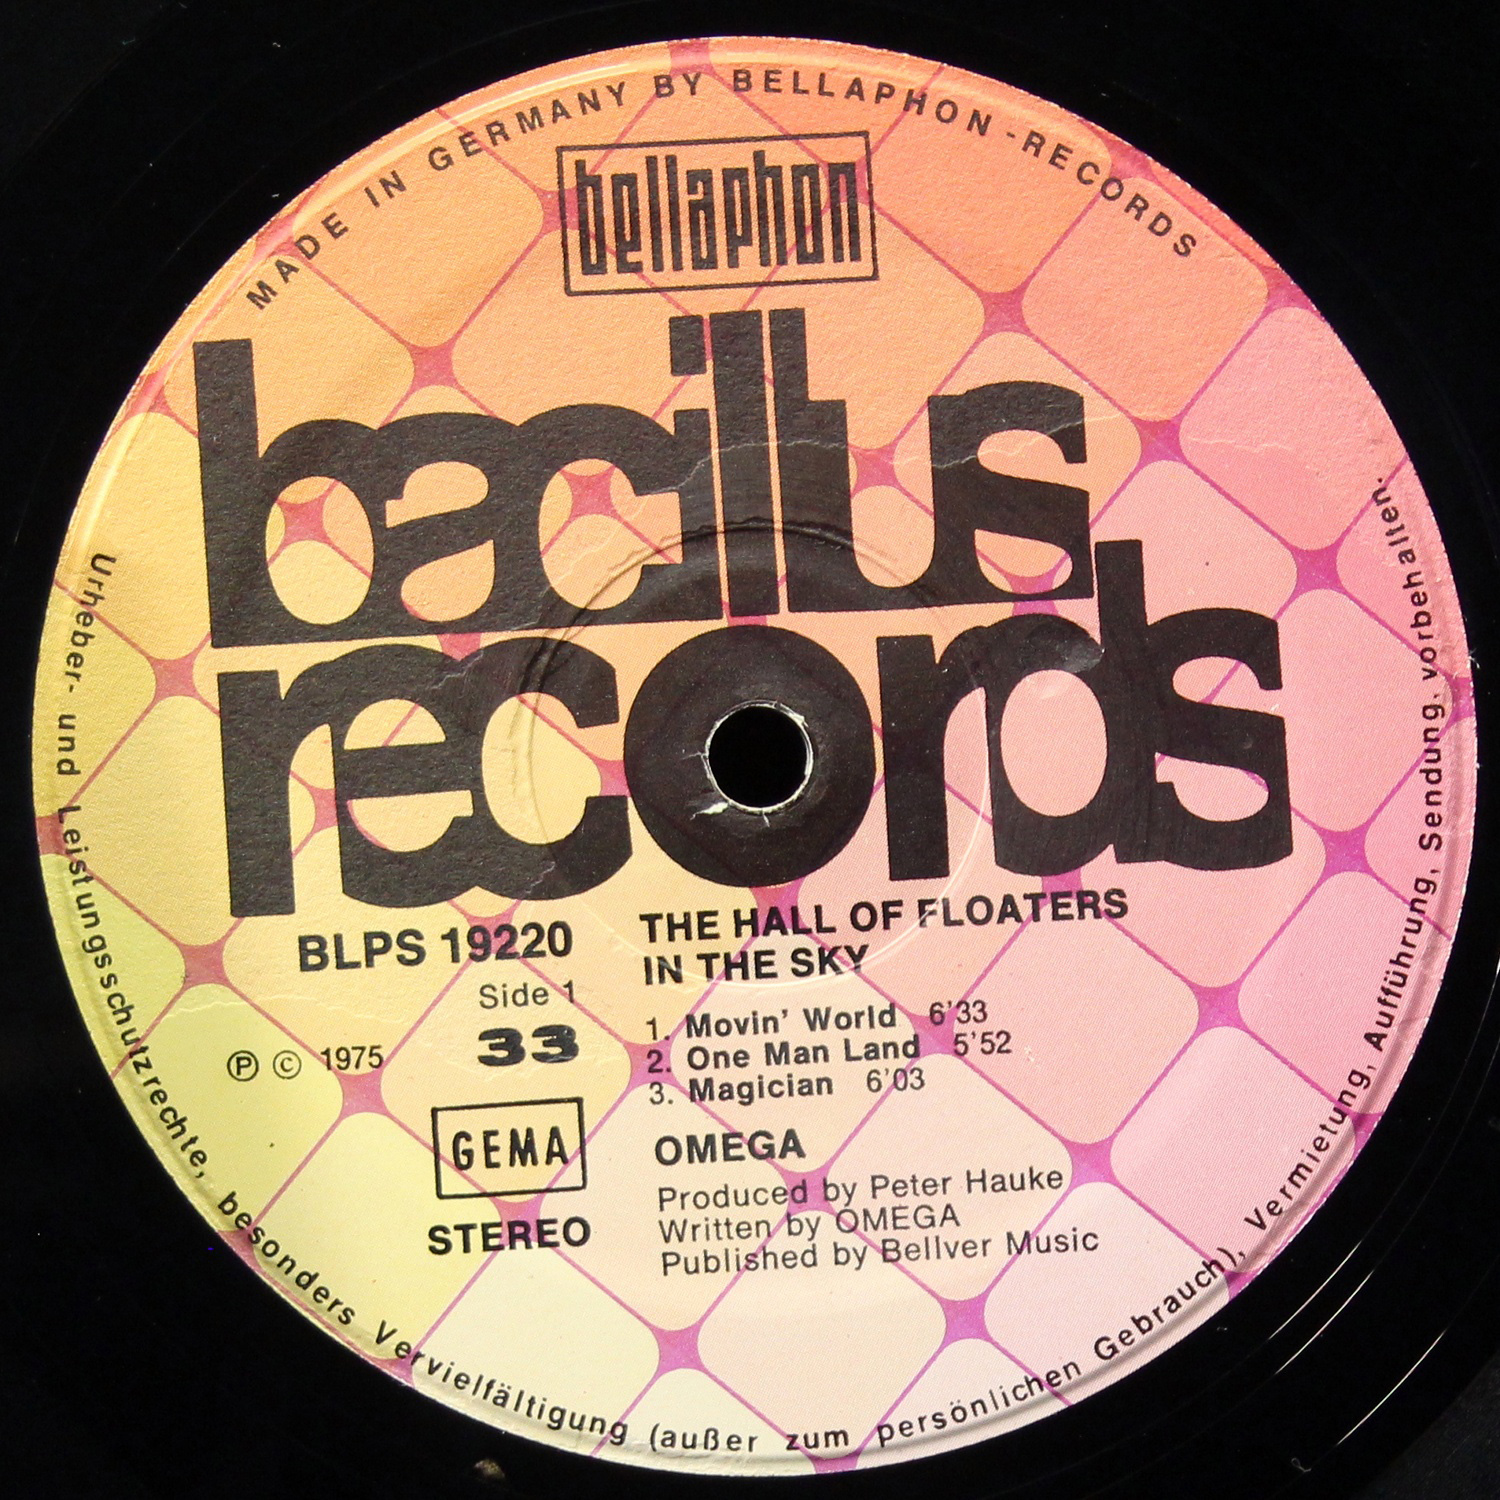 MADE IN GERMANY BY BELLAPHON-RECORDS
bellaphon
bacillus
records
BLPS 19220
Side 1
33
Ⓟ © 1975
GEMA
STEREO
THE HALL OF FLOATERS
IN THE SKY
1. Movin' World 6'33
2. One Man Land 5'52
3. Magician 6'03
OMEGA
Produced by Peter Hauke
Written by OMEGA
Published by Bellver Music
Urheber- und Leistungsschutzrechte, besonders Vervielfältigung (außer zum persönlichen Gebrauch), Vermietung, Aufführung, Sendung, vorbehalten.